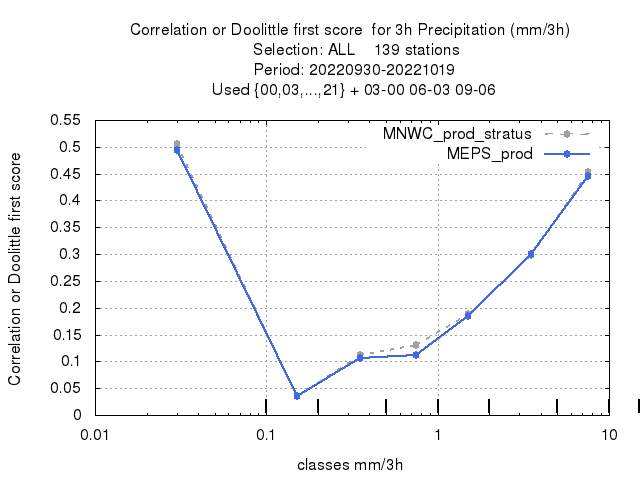 Correlation or Doolittle first score  for 3h Precipitation (mm/3h)
Selection: ALL    139 stations
Period: 20220930-20221019
Used {00,03,...,21} + 03-00 06-03 09-06
MNWC_prod_stratus
MEPS_prod
Correlation or Doolittle first score
0.55
0.5
0.45
0.4
0.35
0.3
0.25
0.2
0.15
0.1
0.05
0
0.01
0.1
1
10
classes mm/3h